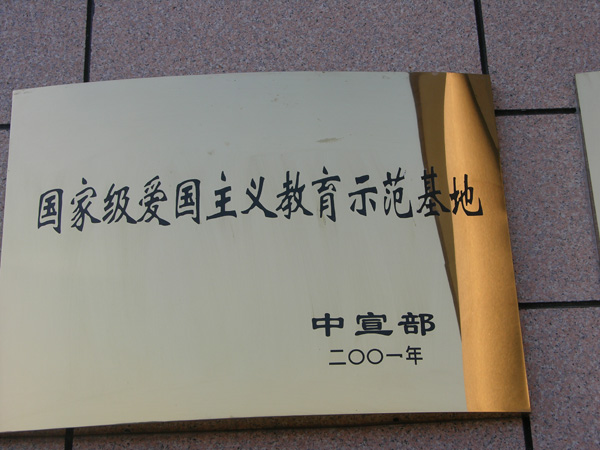 国家级爱国主义教育示范基地
中宣部
二〇〇一年